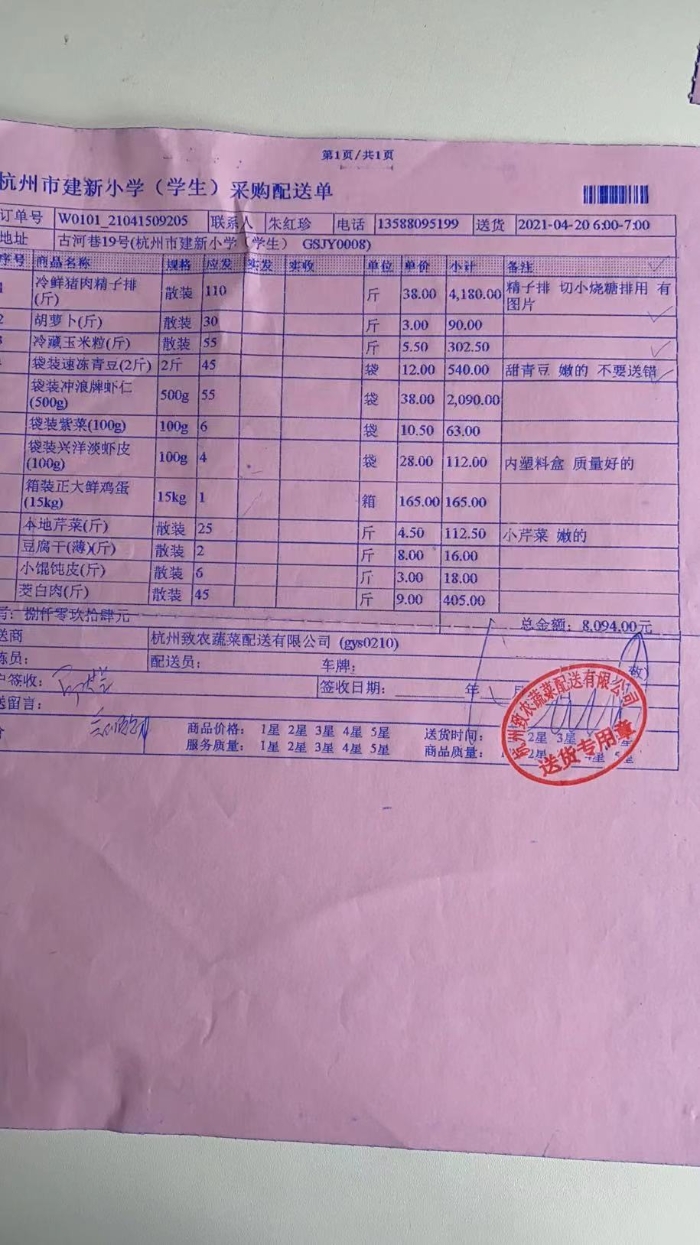 第1页/共1页
杭州市建新小学（学生）采购配送单
订单号 W0101_21041509205 联系人 朱红珍 电话 13588095199 送货 2021-04-20 6:00-7:00
地址 古河巷19号(杭州市建新小学（学生） GSJY0008)
序号 商品名称 规格 应发 实发 实收 单位 单价 小计 备注
冷鲜猪肉精子排(斤) 散装 110 斤 38.00 4,180.00 精子排 切小烧糖排用 有图片
胡萝卜(斤) 散装 30 斤 3.00 90.00
冷藏玉米粒(斤) 散装 55 斤 5.50 302.50
袋装速冻青豆(2斤) 2斤 45 袋 12.00 540.00 甜青豆 嫩的 不要送错
袋装冲浪牌虾仁(500g) 500g 55 袋 38.00 2,090.00
袋装紫菜(100g) 100g 6 袋 10.50 63.00
袋装兴洋淡虾皮(100g) 100g 4 袋 28.00 112.00 内塑料盒 质量好的
箱装正大鲜鸡蛋(15kg) 15kg 1 箱 165.00 165.00
本地芹菜(斤) 散装 25 斤 4.50 112.50 小芹菜 嫩的
豆腐干(薄)(斤) 散装 2 斤 8.00 16.00
小馄饨皮(斤) 散装 6 斤 3.00 18.00
茭白肉(斤) 散装 45 斤 9.00 405.00
捌仟零玖拾肆元 总金额：8,094.00元
送商 杭州致农蔬菜配送有限公司 (gys0210)
员： 配送员： 车牌：
户签收： 签收日期： 年
送留言：
商品价格： 1星 2星 3星 4星 5星 送货时间： 2星 3星
服务质量： 1星 2星 3星 4星 5星 商品质量： 2星 4星 5星
杭州致农蔬菜配送有限公司
送货专用章